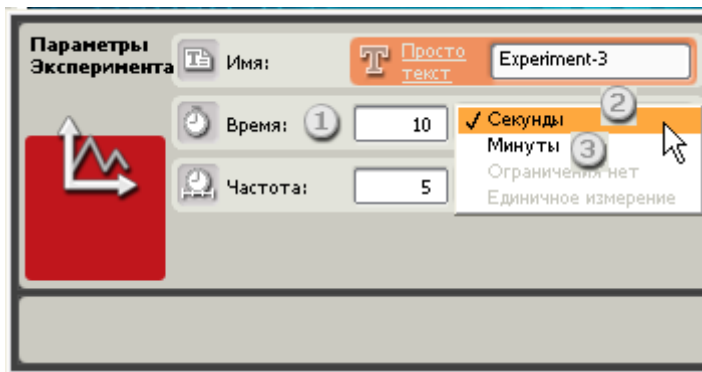 Параметры
Эксперимента
Имя:
Просто
текст
Experiment-3
Время:
1
10
✓ Секунды
2
Минуты
3
Ограничения нет
Единичное измерение
Частота:
5